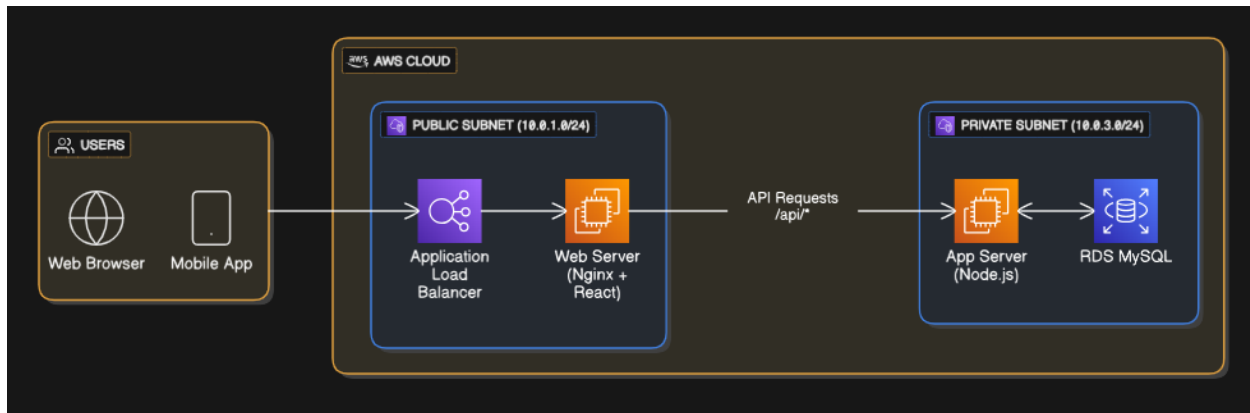 aws AWS CLOUD
PUBLIC SUBNET (10.0.1.0/24)
PRIVATE SUBNET (10.0.3.0/24)
USERS
Web Browser
Mobile App
Application
Load
Balancer
Web Server
(Nginx +
React)
API Requests
/api/*
App Server
(Node.js)
RDS MySQL